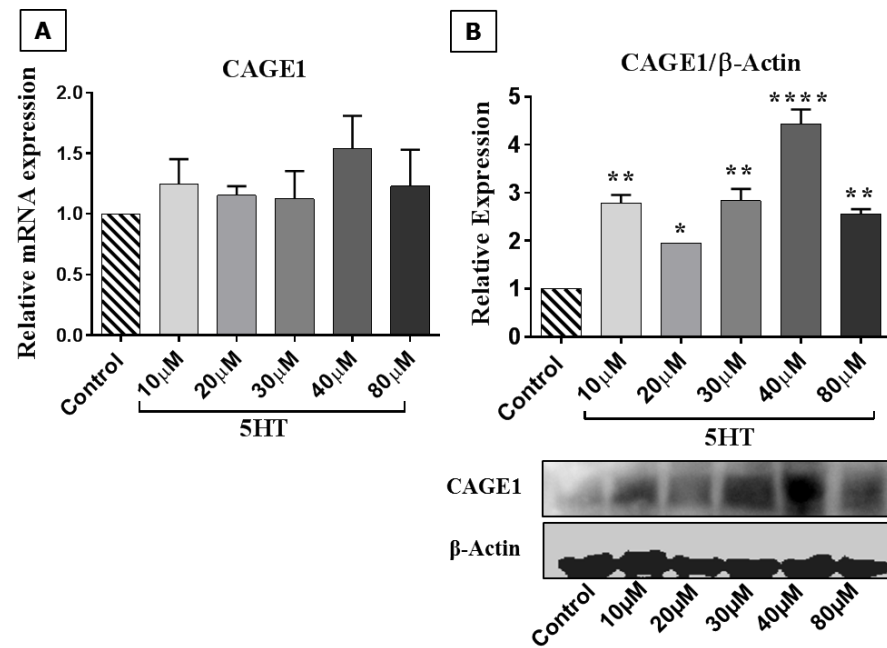 A
CAGE1
Relative mRNA expression
2.0
1.5
1.0
0.5
0.0
Control
10μM
20μM
30μM
40μM
80μM
5HT
B
CAGE1/β-Actin
Relative Expression
5
4
3
2
1
0
**
*
**
****
**
Control
10μM
20μM
30μM
40μM
80μM
5HT
CAGE1
β-Actin
Control
10μM
20μM
30μM
40μM
80μM